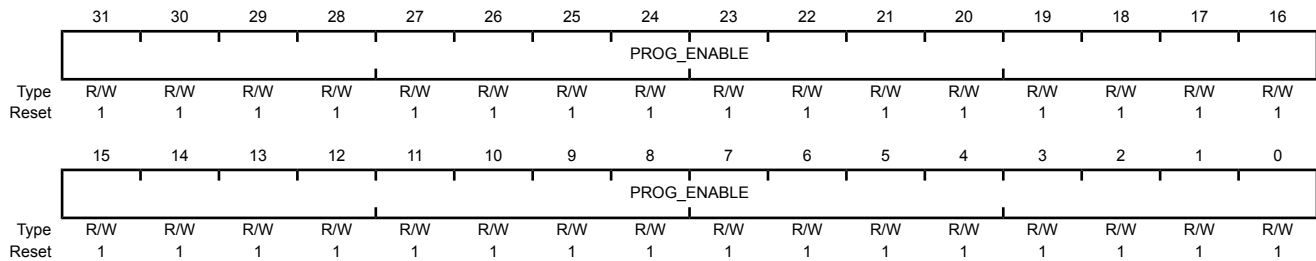 31 30 29 28 27 26 25 24 23 22 21 20 19 18 17 16
PROG_ENABLE
Type R/W R/W R/W R/W R/W R/W R/W R/W R/W R/W R/W R/W R/W R/W R/W R/W
Reset 1 1 1 1 1 1 1 1 1 1 1 1 1 1 1 1
15 14 13 12 11 10 9 8 7 6 5 4 3 2 1 0
PROG_ENABLE
Type R/W R/W R/W R/W R/W R/W R/W R/W R/W R/W R/W R/W R/W R/W R/W R/W
Reset 1 1 1 1 1 1 1 1 1 1 1 1 1 1 1 1